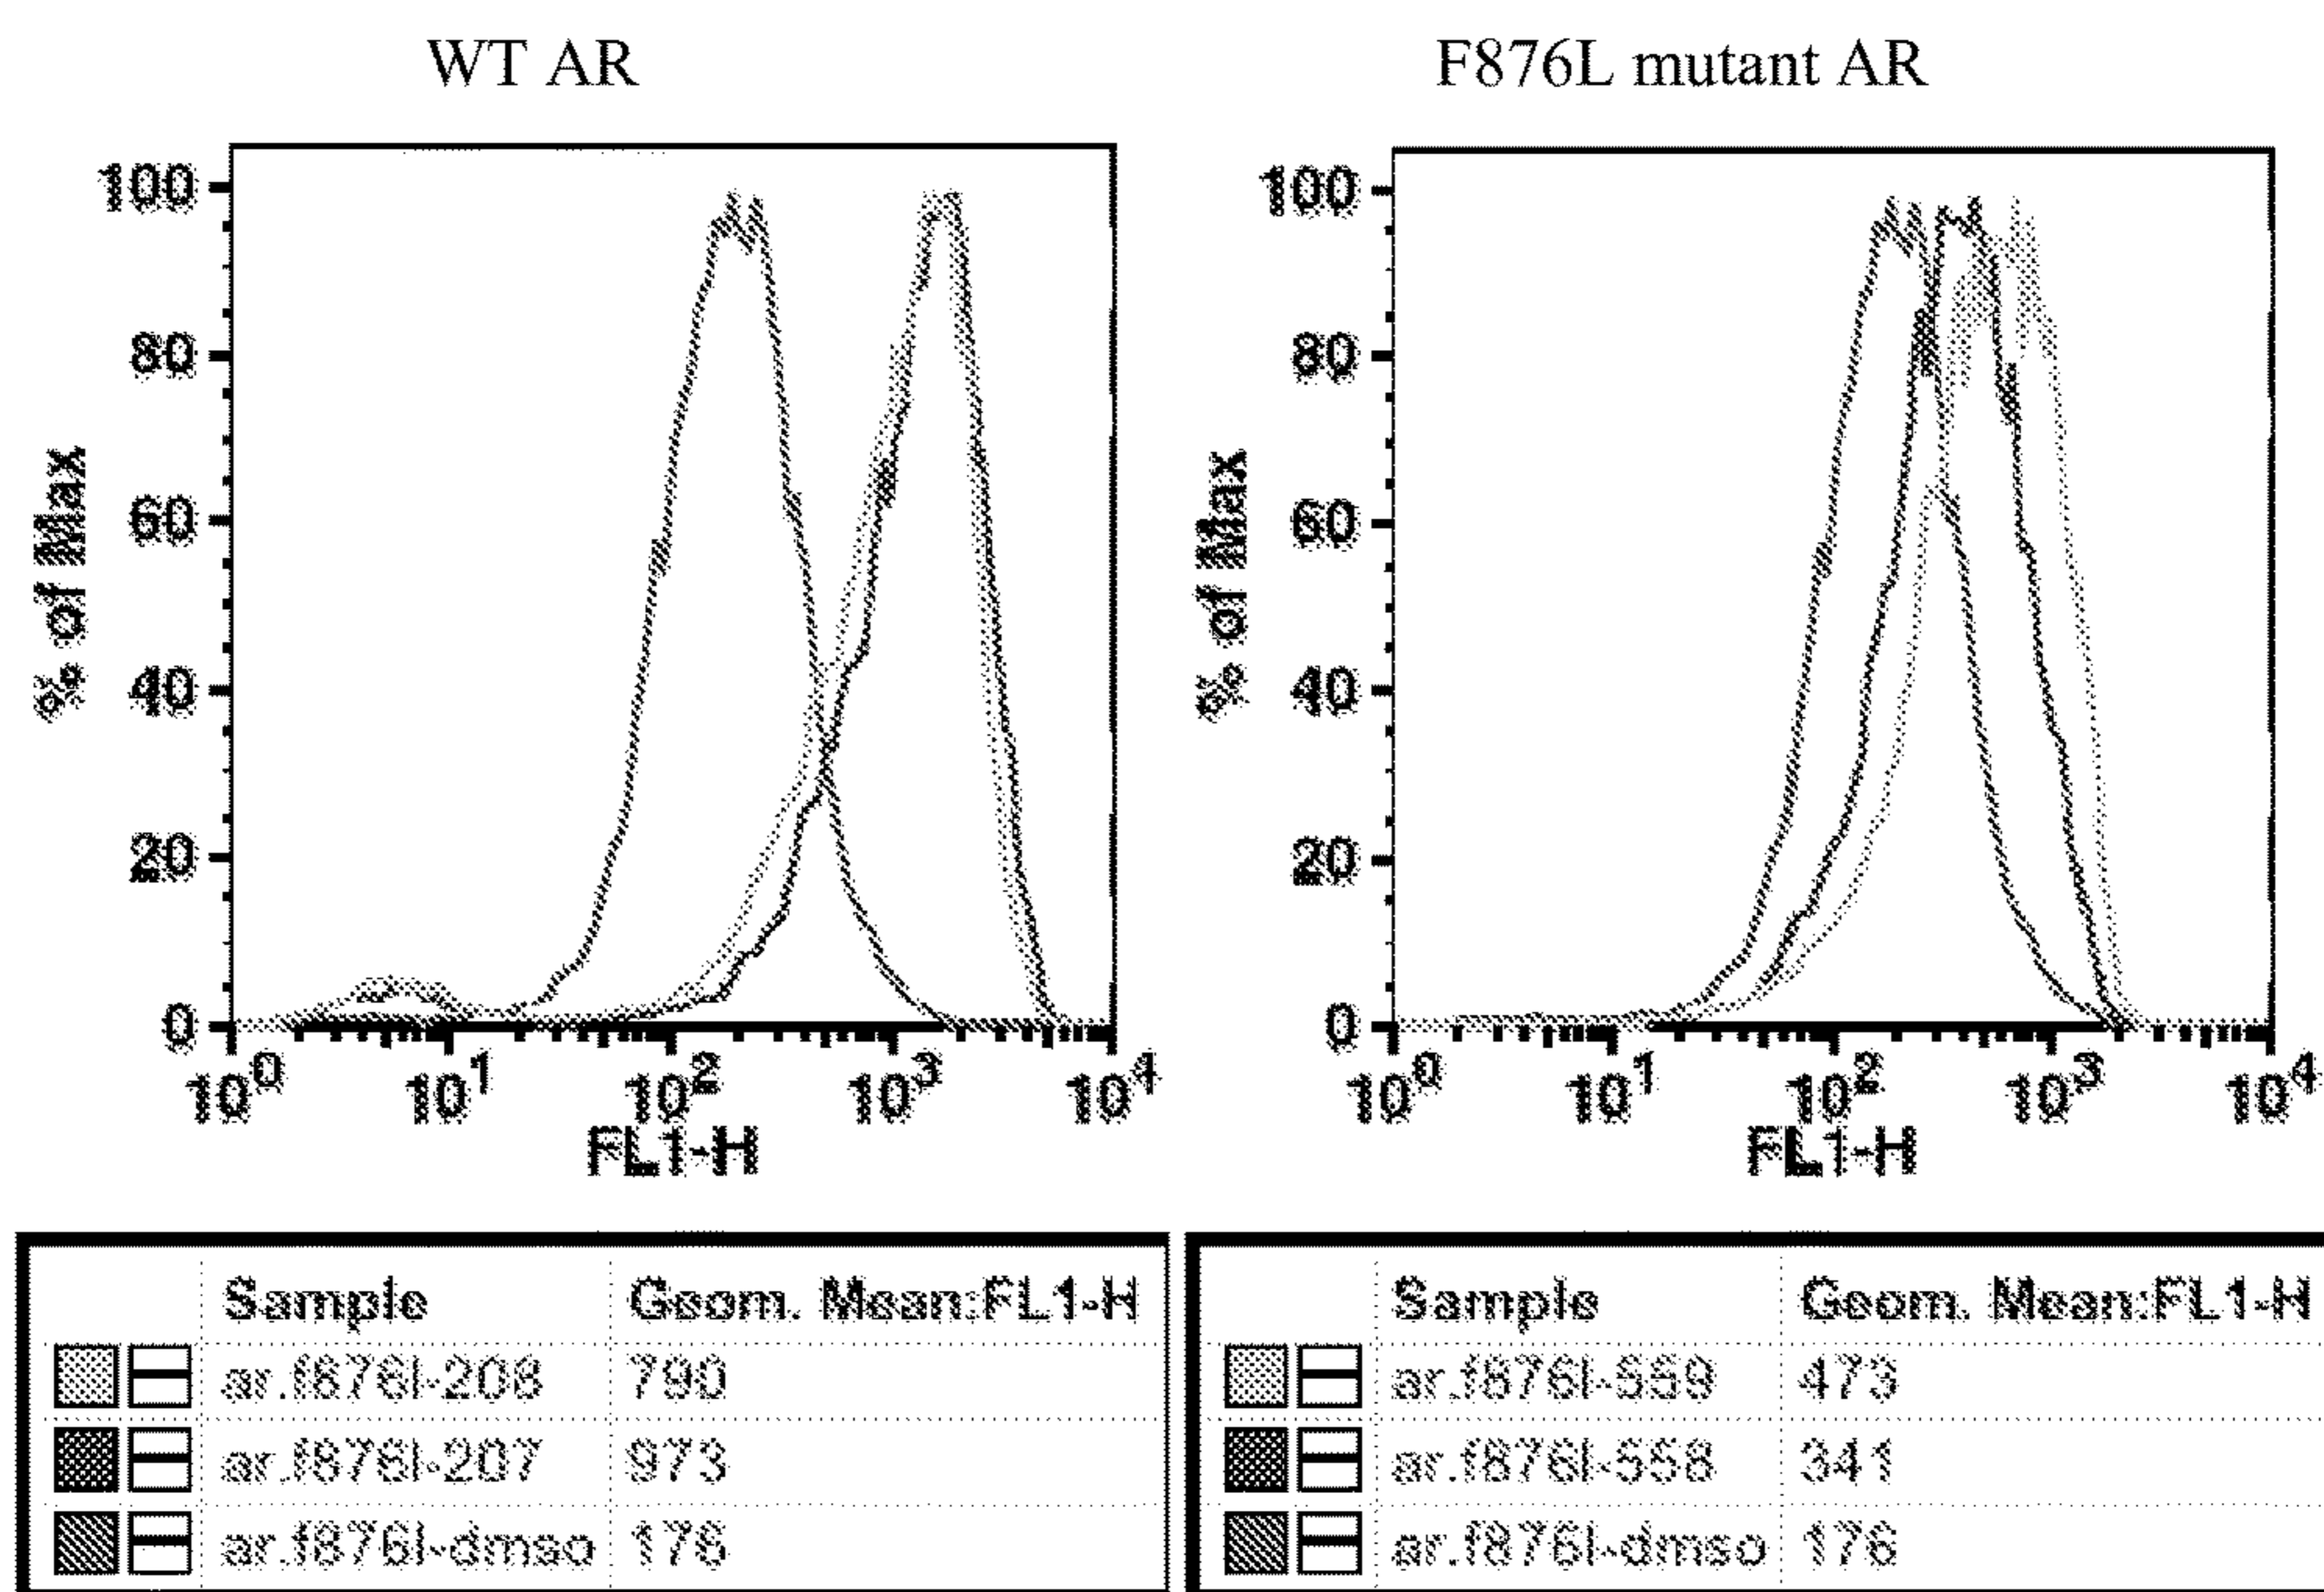 WT AR
F876L mutant AR
100
80
60
40
20
0
% of Max
10^0 10^1 10^2 10^3 10^4
FL1-H
100
80
60
40
20
0
% of Max
10^0 10^1 10^2 10^3 10^4
FL1-H
Sample Geom. Mean:FL1-H
ar.f876l-208 790
ar.f876l-207 973
ar.f876l-dmso 176
Sample Geom. Mean:FL1-H
ar.f876l-559 473
ar.f876l-558 341
ar.f876l-dmso 176